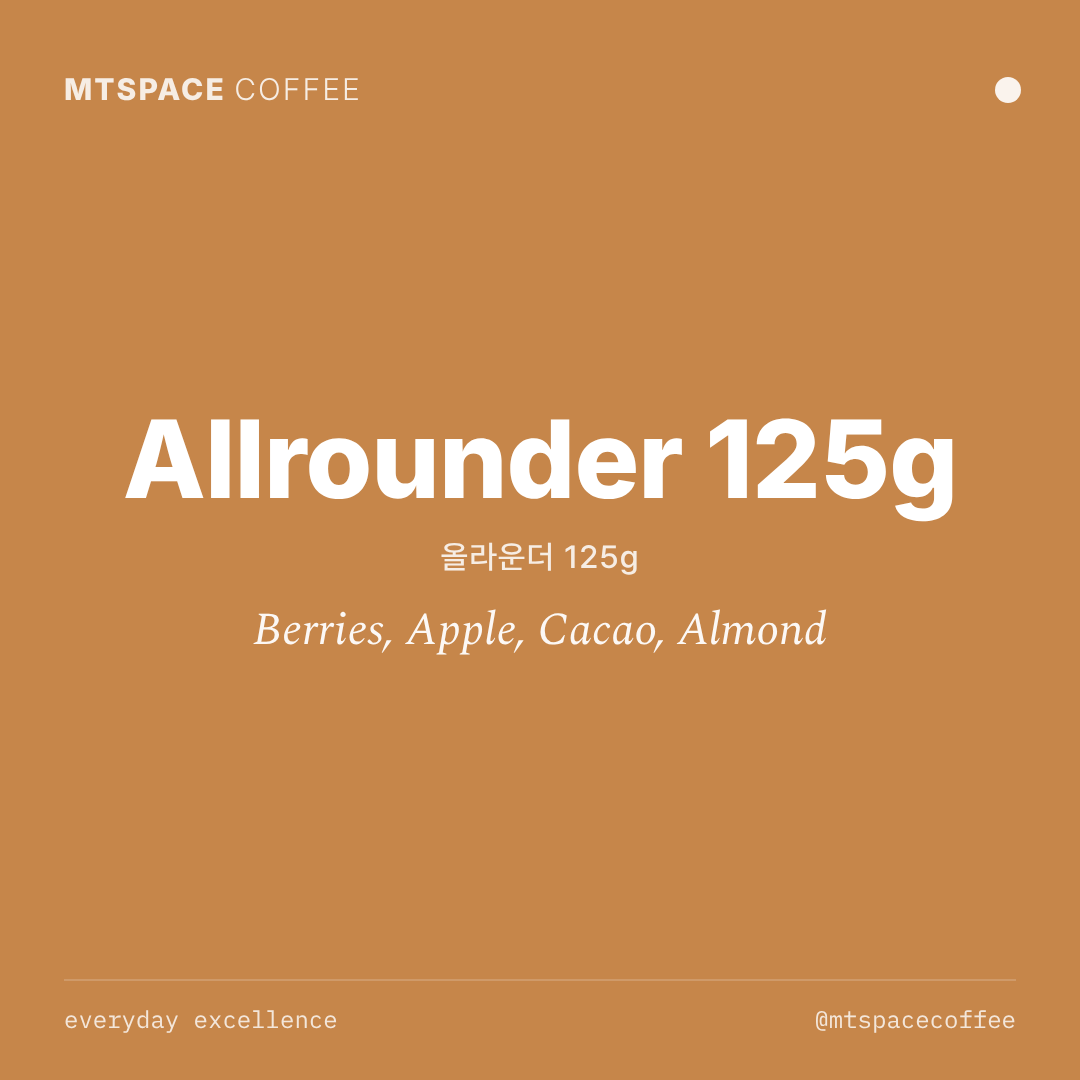 MTSPACE COFFEE
Allrounder 125g
올라운더 125g
Berries, Apple, Cacao, Almond
everyday excellence
@mtspacecoffee